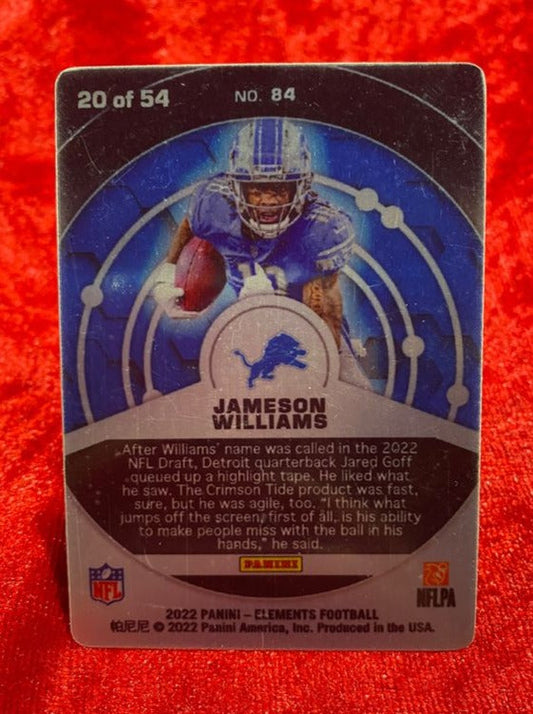 20 of 54 NO. 84
JAMESON
WILLIAMS
After Williams' name was called in the 2022
NFL Draft, Detroit quarterback Jared Goff
queued up a highlight tape. He liked what
he saw. The Crimson Tide product was fast,
sure, but he was agile, too. "I think what
jumps off the screen, first of all, is his ability
to make people miss with the ball in his
hands," he said.
PANINI
NFL
NFLPA
2022 PANINI – ELEMENTS FOOTBALL
帕尼尼 © 2022 Panini America, Inc. Produced in the USA.